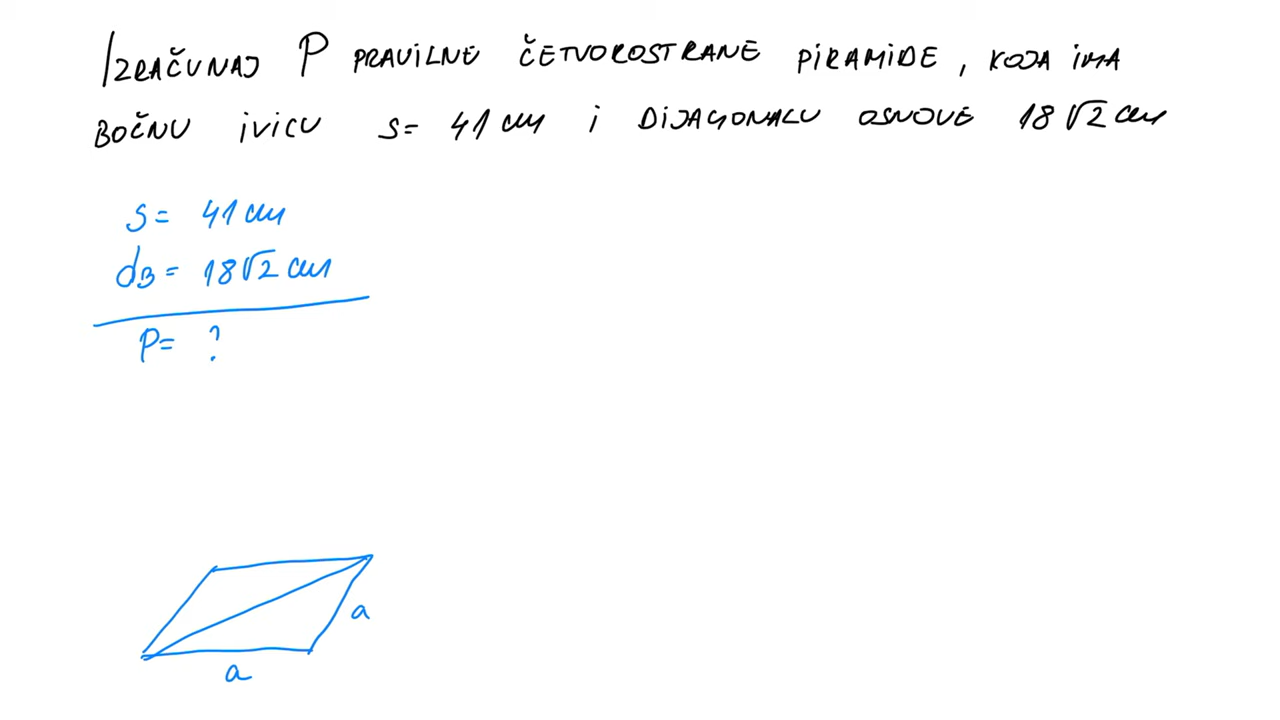 IZRAČUNAJ P PRAVILNE ČETVOROSTRANE PIRAMIDE, KOJA IMA
BOČNU IVICU S= 41 cm i DIJAGONALU OSNOVE 18√2 cm
S= 41 cm
dB= 18√2 cm
P= ?
a
a